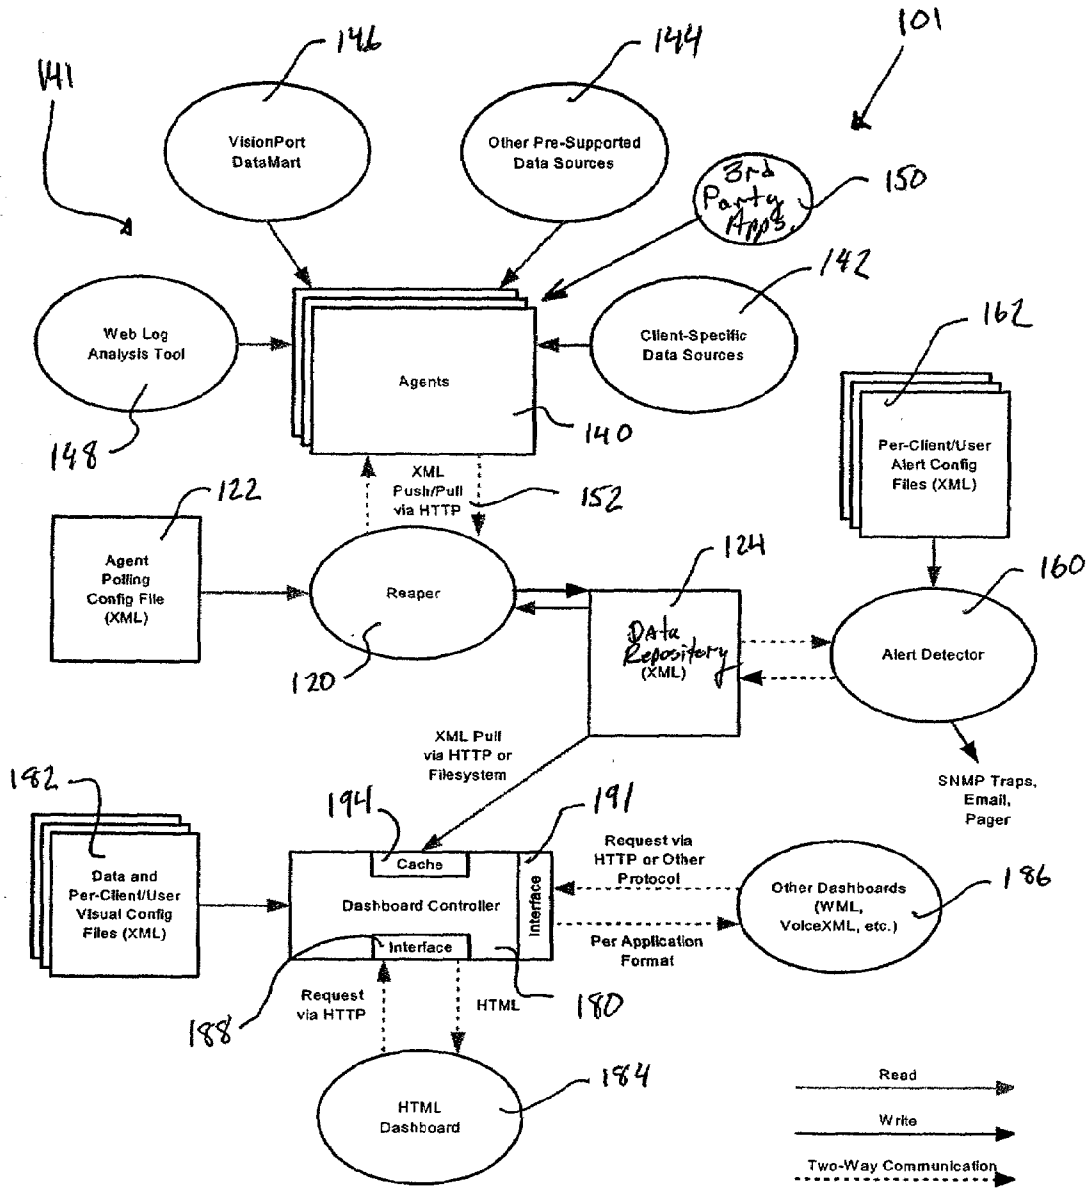 146
144
101
141
VisionPort
DataMart
Other Pre-Supported
Data Sources
3rd
Party
Apps.
150
142
Web Log
Analysis Tool
Client-Specific
Data Sources
162
Agents
140
148
Per-Client/User
Alert Config
Files (XML)
XML
Push/Pull
via HTTP
152
122
124
160
Agent
Polling
Config File
(XML)
Reaper
Data
Repository
(XML)
Alert Detector
120
XML Pull
via HTTP or
Filesystem
SNMP Traps,
Email,
Pager
182
194
191
Request via
HTTP or Other
Protocol
Cache
Data and
Per-Client/User
Visual Config
Files (XML)
Dashboard Controller
Interface
Other Dashboards
(WML,
VoiceXML, etc.)
186
Interface
Per Application
Format
Request
via HTTP
HTML
180
188
184
HTML
Dashboard
Read
Write
Two-Way Communication